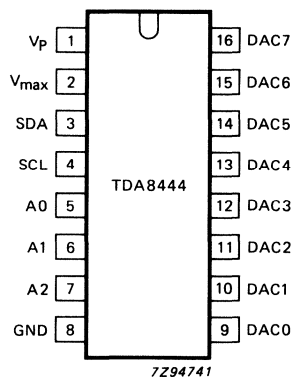 VP 1 16 DAC7
Vmax 2 15 DAC6
SDA 3 14 DAC5
SCL 4 13 DAC4
TDA8444
A0 5 12 DAC3
A1 6 11 DAC2
A2 7 10 DAC1
GND 8 9 DAC0
7Z94741